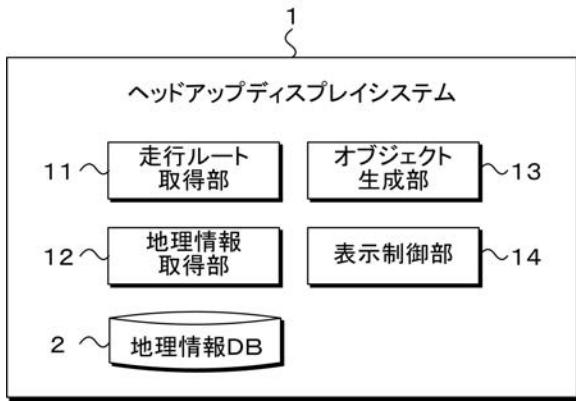 1
ヘッドアップディスプレイシステム
11
走行ルート
取得部
オブジェクト
生成部
13
12
地理情報
取得部
表示制御部
14
2
地理情報DB